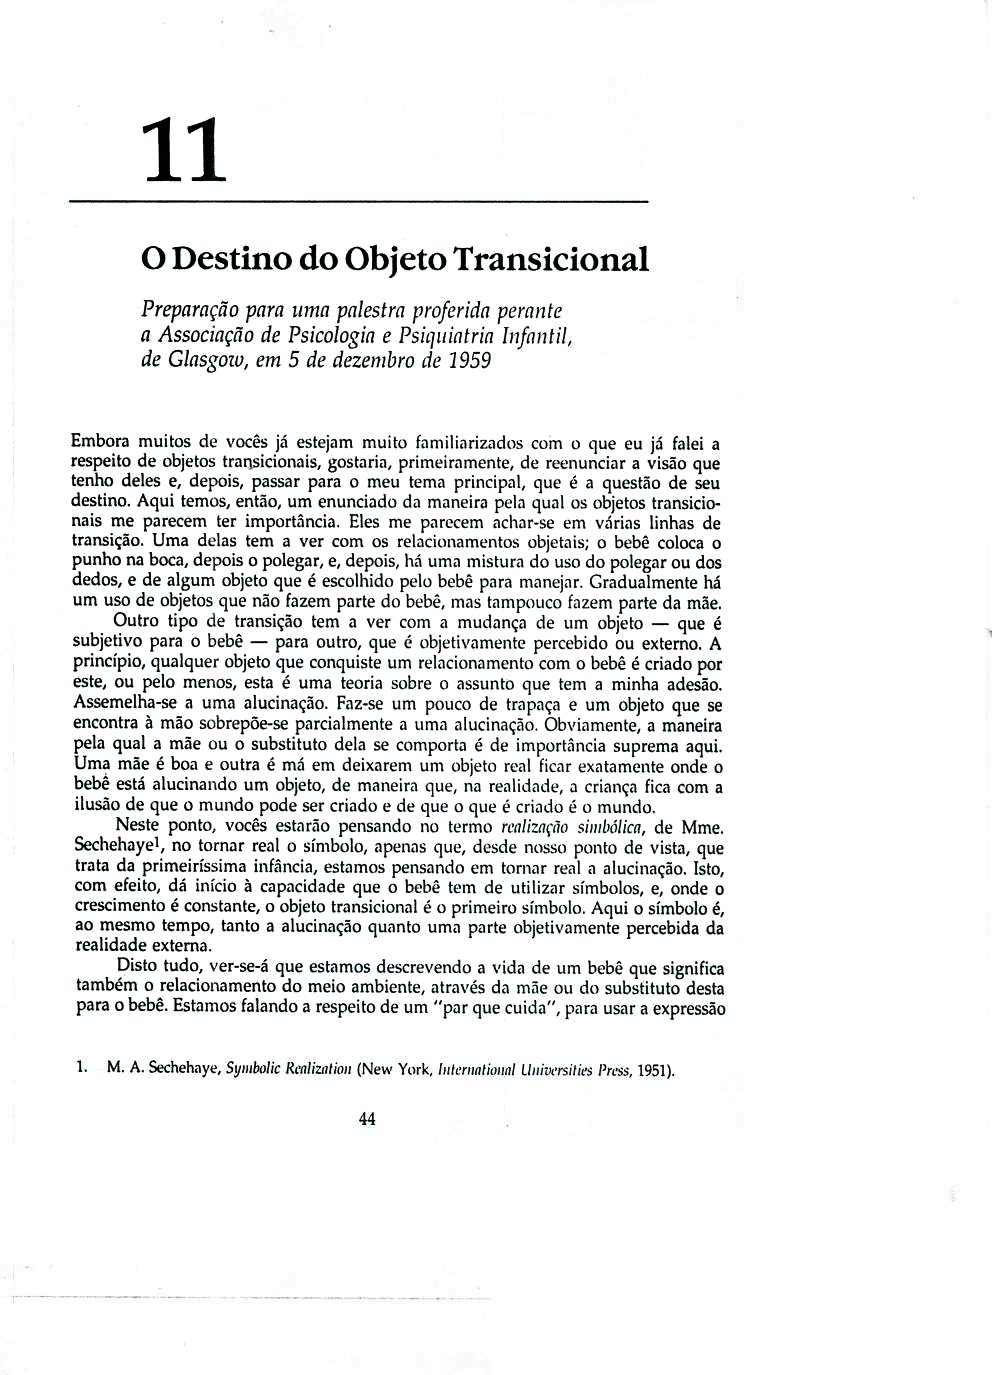 11
O Destino do Objeto Transicional
Preparação para uma palestra proferida perante
a Associação de Psicologia e Psiquiatria Infantil,
de Glasgow, em 5 de dezembro de 1959
Embora muitos de vocês já estejam muito familiarizados com o que eu já falei a
respeito de objetos transicionais, gostaria, primeiramente, de reenunciar a visão que
tenho deles e, depois, passar para o meu tema principal, que é a questão de seu
destino. Aqui temos, então, um enunciado da maneira pela qual os objetos transicio-
nais me parecem ter importância. Eles me parecem achar-se em várias linhas de
transição. Uma delas tem a ver com os relacionamentos objetais; o bebê coloca o
punho na boca, depois o polegar, e, depois, há uma mistura do uso do polegar ou dos
dedos, e de algum objeto que é escolhido pelo bebê para manejar. Gradualmente há
um uso de objetos que não fazem parte do bebê, mas tampouco fazem parte da mãe.
Outro tipo de transição tem a ver com a mudança de um objeto — que é
subjetivo para o bebê — para outro, que é objetivamente percebido ou externo. A
princípio, qualquer objeto que conquiste um relacionamento com o bebê é criado por
este, ou pelo menos, esta é uma teoria sobre o assunto que tem a minha adesão.
Assemelha-se a uma alucinação. Faz-se um pouco de trapaça e um objeto que se
encontra à mão sobrepõe-se parcialmente a uma alucinação. Obviamente, a maneira
pela qual a mãe ou o substituto dela se comporta é de importância suprema aqui.
Uma mãe é boa e outra é má em deixarem um objeto real ficar exatamente onde o
bebê está alucinando um objeto, de maneira que, na realidade, a criança fica com a
ilusão de que o mundo pode ser criado e de que o que é criado é o mundo.
Neste ponto, vocês estarão pensando no termo realização simbólica, de Mme.
Sechehaye¹, no tornar real o símbolo, apenas que, desde nosso ponto de vista, que
trata da primeiríssima infância, estamos pensando em tornar real a alucinação. Isto,
com efeito, dá início à capacidade que o bebê tem de utilizar símbolos, e, onde o
crescimento é constante, o objeto transicional é o primeiro símbolo. Aqui o símbolo é,
ao mesmo tempo, tanto a alucinação quanto uma parte objetivamente percebida da
realidade externa.
Disto tudo, ver-se-á que estamos descrevendo a vida de um bebê que significa
também o relacionamento do meio ambiente, através da mãe ou do substituto desta
para o bebê. Estamos falando a respeito de um "par que cuida", para usar a expressão
1. M. A. Sechehaye, Symbolic Realization (New York, International Universities Press, 1951).
44